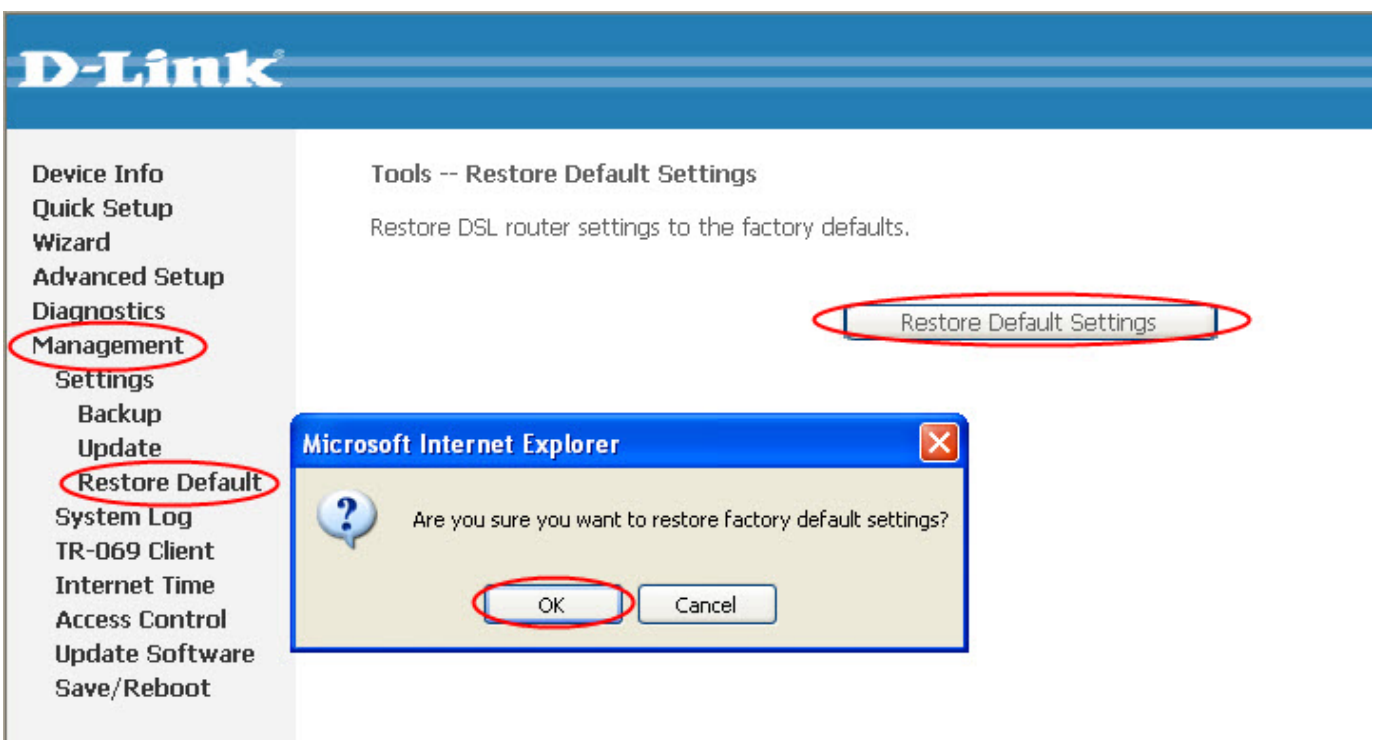 D-Link
Device Info
Quick Setup
Wizard
Advanced Setup
Diagnostics
Management
Settings
Backup
Update
Restore Default
System Log
TR-069 Client
Internet Time
Access Control
Update Software
Save/Reboot
Tools -- Restore Default Settings
Restore DSL router settings to the factory defaults.
Restore Default Settings
Microsoft Internet Explorer
Are you sure you want to restore factory default settings?
OK
Cancel